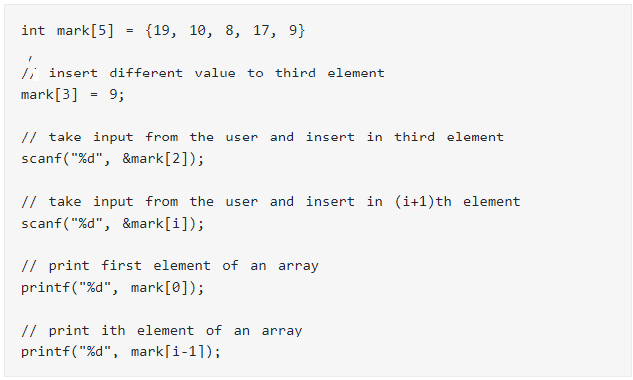 int mark[5] = {19, 10, 8, 17, 9}
// insert different value to third element
mark[3] = 9;
// take input from the user and insert in third element
scanf("%d", &mark[2]);
// take input from the user and insert in (i+1)th element
scanf("%d", &mark[i]);
// print first element of an array
printf("%d", mark[0]);
// print ith element of an array
printf("%d", mark[i-1]);